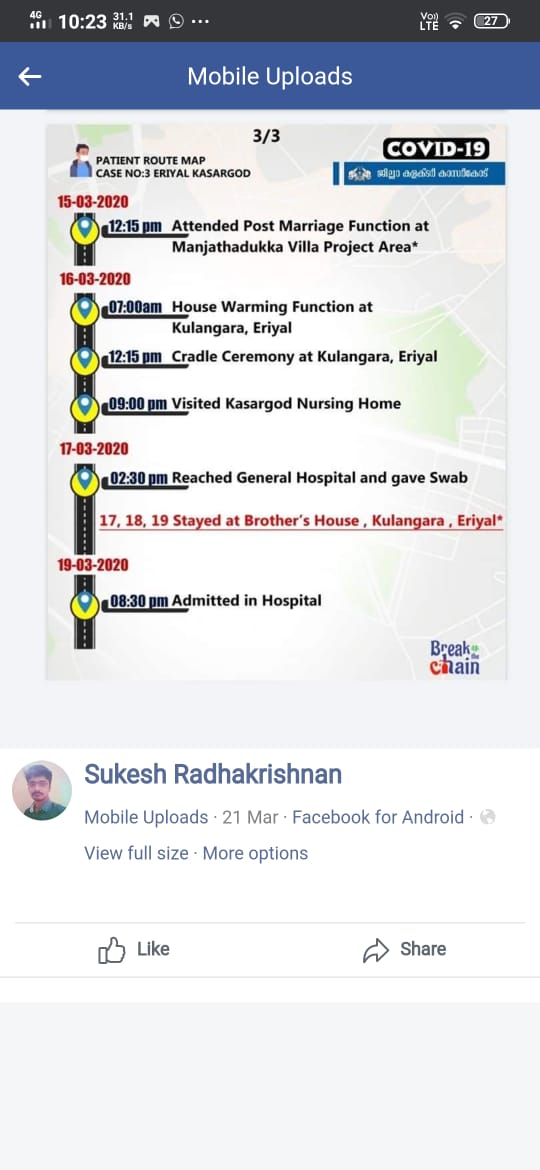 4G 10:23 31.1 KB/s ... Vo)) LTE 27
Mobile Uploads
3/3
COVID-19
PATIENT ROUTE MAP
CASE NO:3 ERIYAL KASARGOD
ജില്ലാ കളക്ടർ കാസർകോട്
15-03-2020
12:15 pm Attended Post Marriage Function at
Manjathadukka Villa Project Area*
16-03-2020
07:00am House Warming Function at
Kulangara, Eriyal
12:15 pm Cradle Ceremony at Kulangara, Eriyal
09:00 pm Visited Kasargod Nursing Home
17-03-2020
02:30 pm Reached General Hospital and gave Swab
17, 18, 19 Stayed at Brother's House , Kulangara , Eriyal*
19-03-2020
08:30 pm Admitted in Hospital
Break
the
chain
Sukesh Radhakrishnan
Mobile Uploads · 21 Mar · Facebook for Android ·
View full size · More options
Like
Share